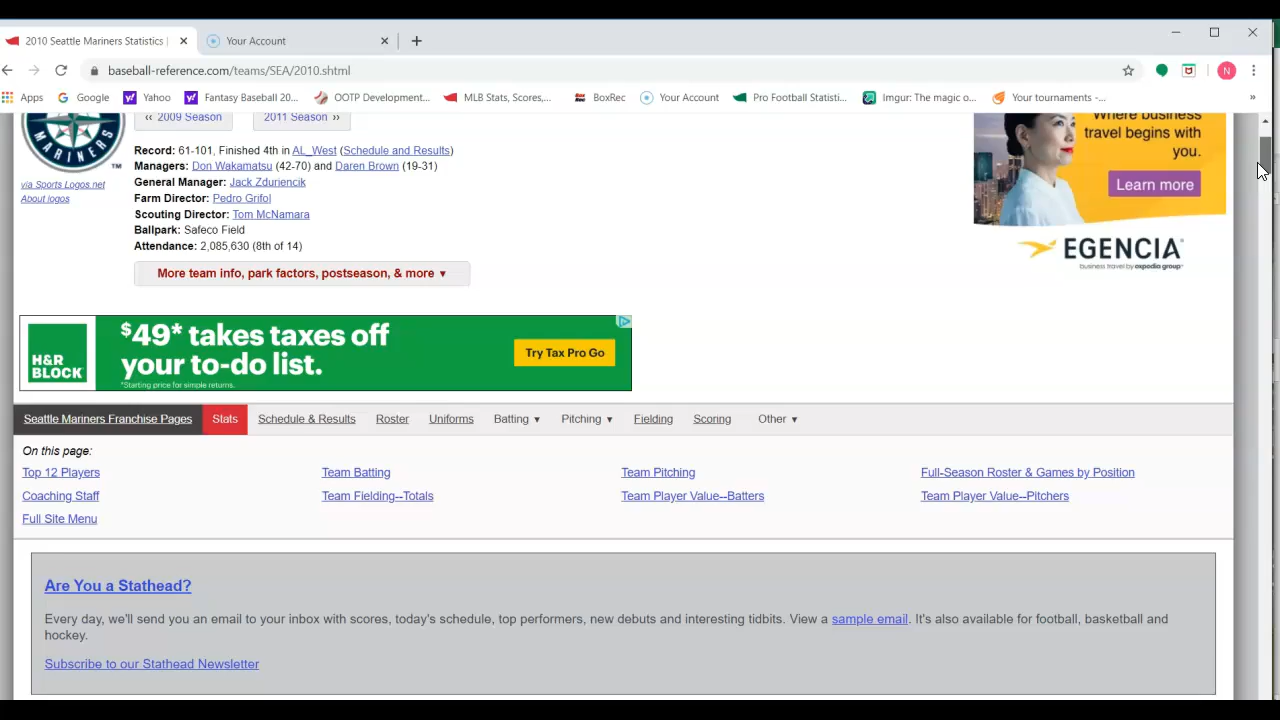 2010 Seattle Mariners Statistics
Your Account
baseball-reference.com/teams/SEA/2010.shtml
N
Apps
Google
Yahoo
Fantasy Baseball 20...
OOTP Development...
MLB Stats, Scores,...
BoxRec
Your Account
Pro Football Statisti...
Imgur: The magic o...
Your tournaments -...
»
MARINERS
TM
‹‹ 2009 Season
2011 Season ››
via Sports Logos.net
About logos
Record: 61-101, Finished 4th in AL_West (Schedule and Results)
Managers: Don Wakamatsu (42-70) and Daren Brown (19-31)
General Manager: Jack Zduriencik
Farm Director: Pedro Grifol
Scouting Director: Tom McNamara
Ballpark: Safeco Field
Attendance: 2,085,630 (8th of 14)
More team info, park factors, postseason, & more ▼
Where business
travel begins with
you.
Learn more
EGENCIA
business travel by expedia group
H&R
BLOCK
$49* takes taxes off
your to-do list.
*Starting price for simple returns.
Try Tax Pro Go
Seattle Mariners Franchise Pages
Stats
Schedule & Results
Roster
Uniforms
Batting ▼
Pitching ▼
Fielding
Scoring
Other ▼
On this page:
Top 12 Players
Team Batting
Team Pitching
Full-Season Roster & Games by Position
Coaching Staff
Team Fielding--Totals
Team Player Value--Batters
Team Player Value--Pitchers
Full Site Menu
Are You a Stathead?
Every day, we'll send you an email to your inbox with scores, today's schedule, top performers, new debuts and interesting tidbits. View a sample email. It's also available for football, basketball and
hockey.
Subscribe to our Stathead Newsletter